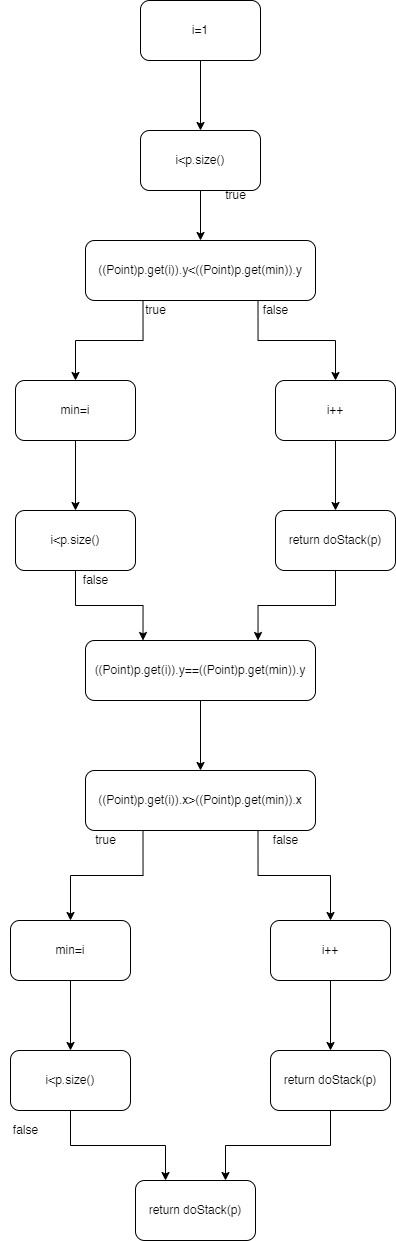 i=1
i<p.size()
true
((Point)p.get(i)).y<((Point)p.get(min)).y
true
false
min=i
i++
i<p.size()
return doStack(p)
false
((Point)p.get(i)).y==((Point)p.get(min)).y
((Point)p.get(i)).x>((Point)p.get(min)).x
true
false
min=i
i++
i<p.size()
return doStack(p)
false
return doStack(p)